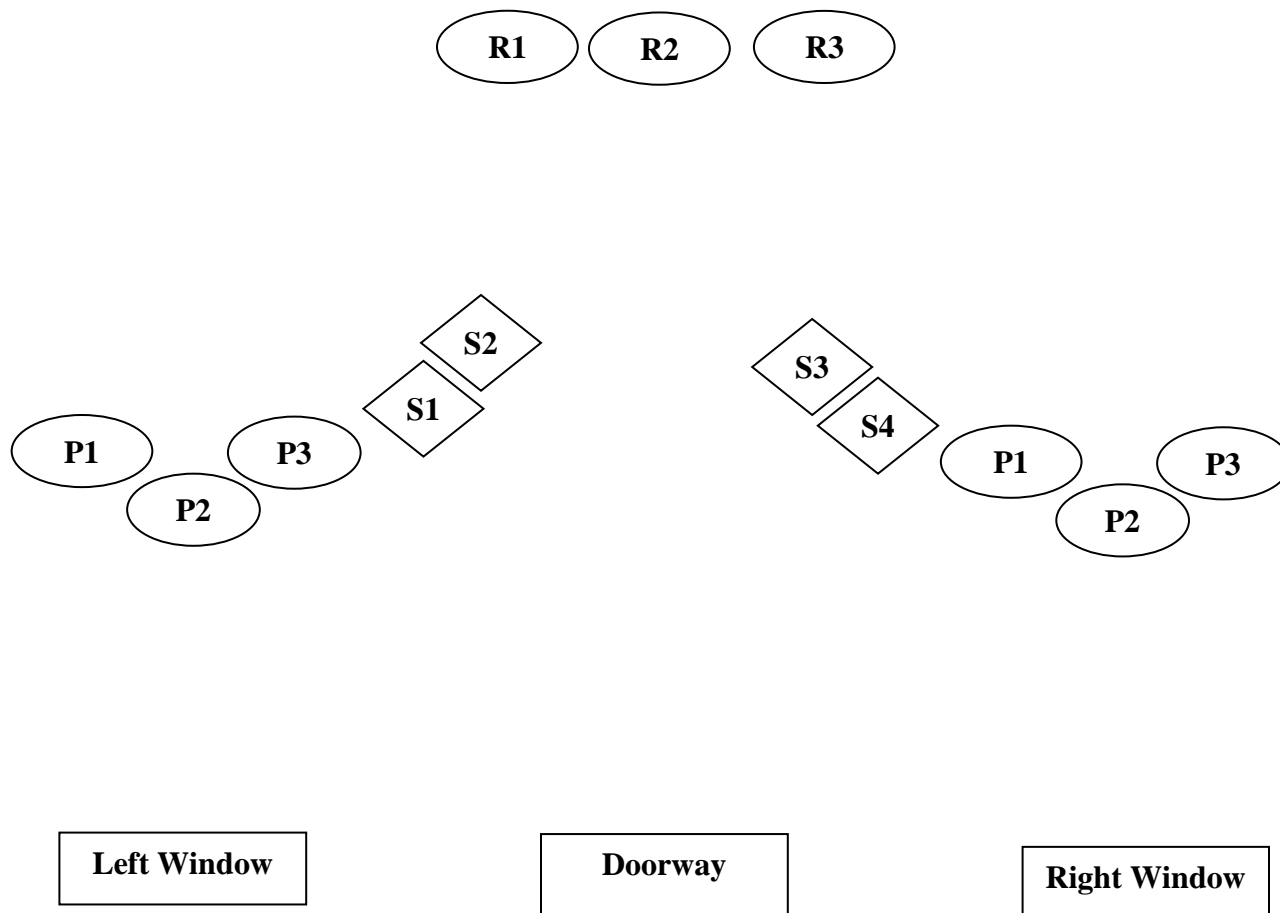 R1 R2 R3
S2
S3
S1
S4
P1 P3
P1 P3
P2
P2
Left Window
Doorway
Right Window